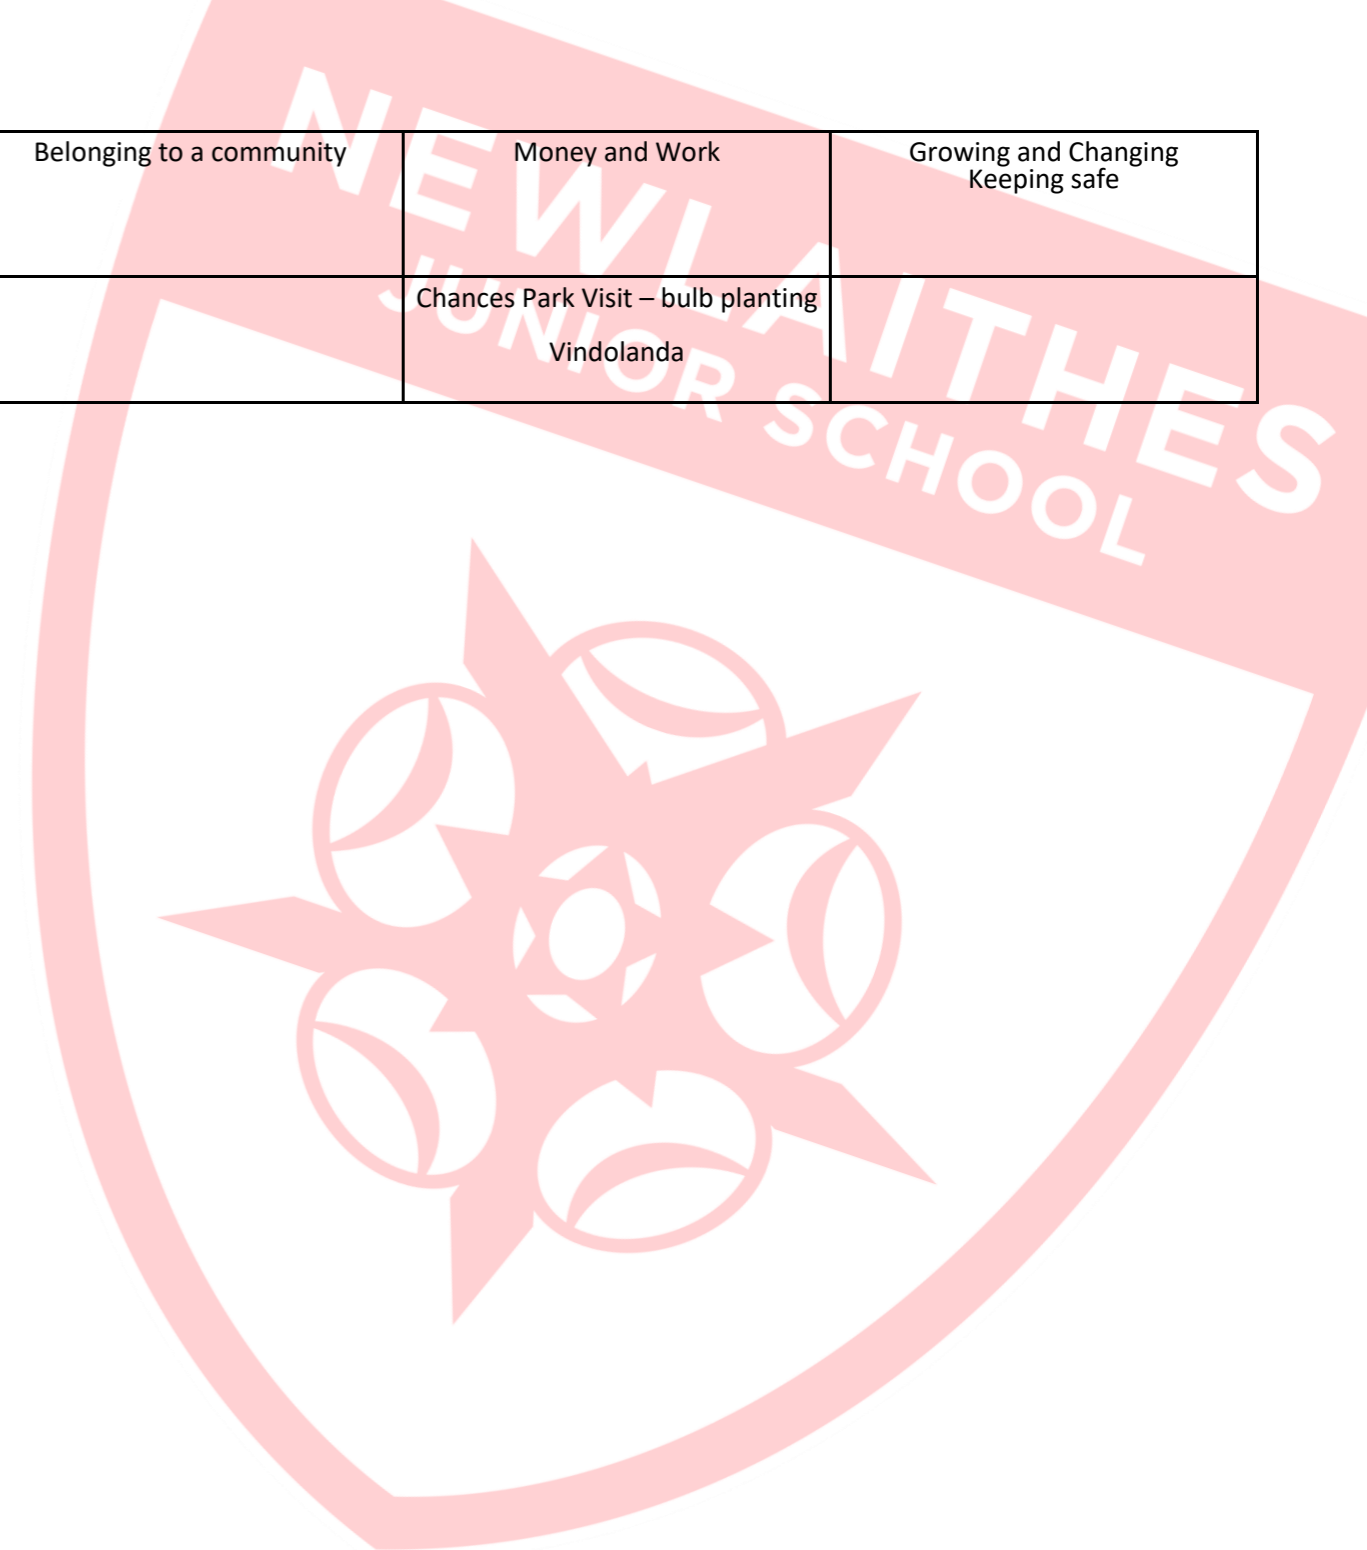 NEWLAITHES
JUNIOR SCHOOL
Belonging to a community
Money and Work
Growing and Changing
Keeping safe
Chances Park Visit – bulb planting
Vindolanda